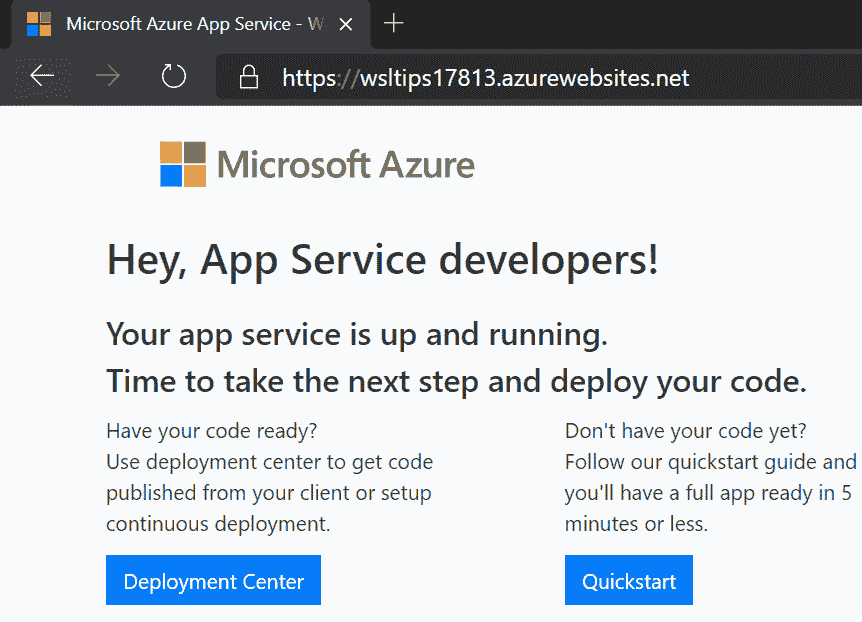 Microsoft Azure App Service - W
https://wsltips17813.azurewebsites.net
Microsoft Azure
Hey, App Service developers!
Your app service is up and running.
Time to take the next step and deploy your code.
Have your code ready?
Use deployment center to get code
published from your client or setup
continuous deployment.
Deployment Center
Don't have your code yet?
Follow our quickstart guide and
you'll have a full app ready in 5
minutes or less.
Quickstart